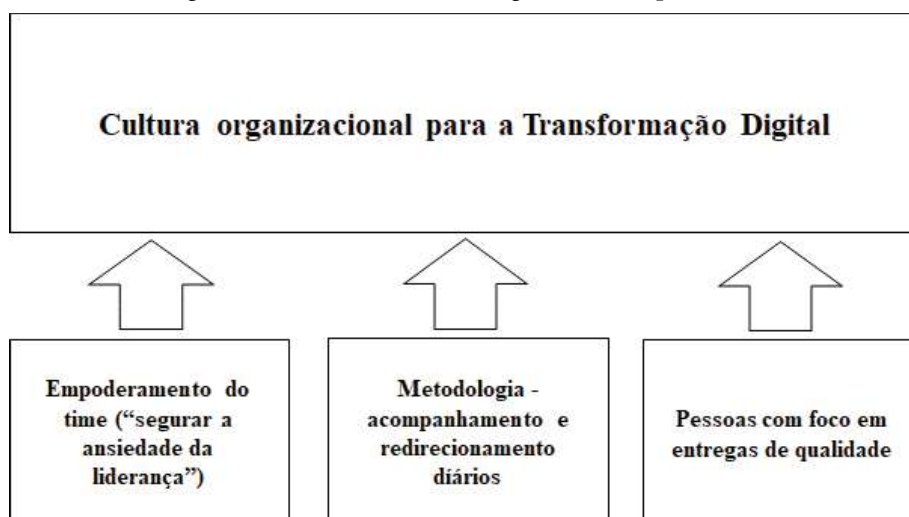 Cultura organizacional para a Transformação Digital
Empoderamento do
time (“segurar a
ansiedade da
liderança”)
Metodologia -
acompanhamento e
redirecionamento
díários
Pessoas com foco em
entregas de qualidade